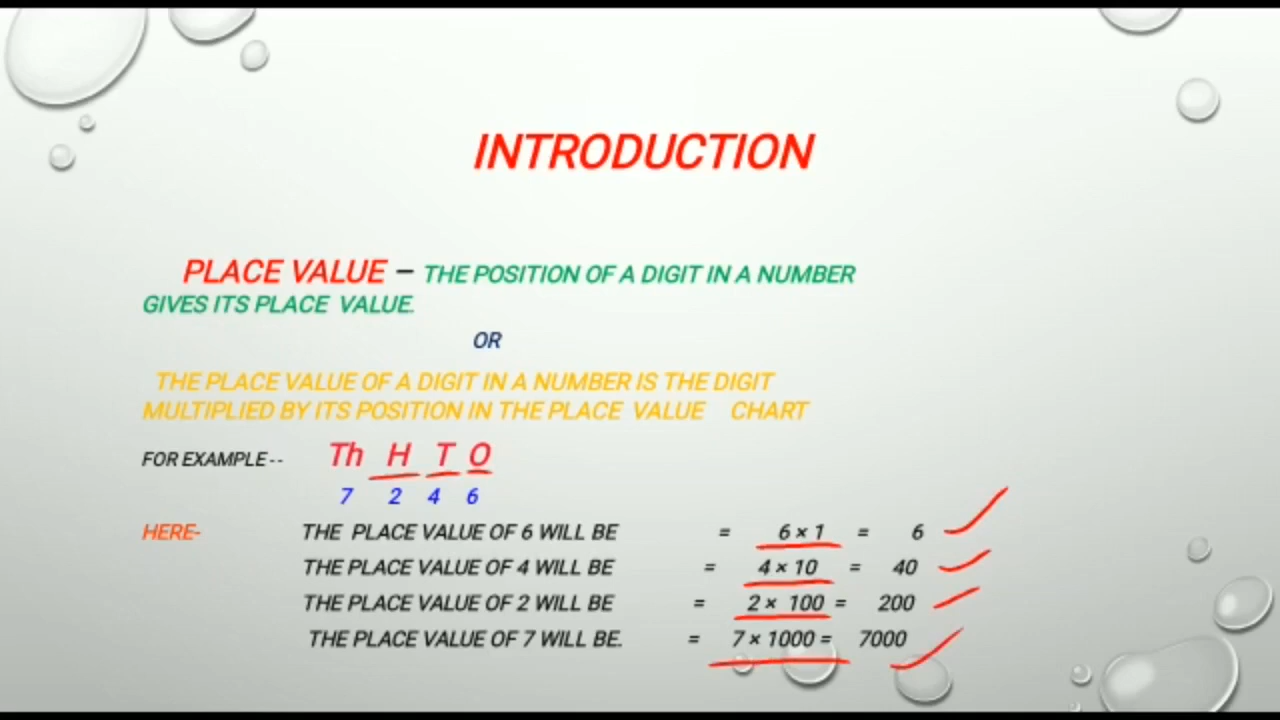 INTRODUCTION
PLACE VALUE – THE POSITION OF A DIGIT IN A NUMBER
GIVES ITS PLACE VALUE.
OR
THE PLACE VALUE OF A DIGIT IN A NUMBER IS THE DIGIT
MULTIPLIED BY ITS POSITION IN THE PLACE VALUE CHART
FOR EXAMPLE-- Th H T O
7 2 4 6
HERE- THE PLACE VALUE OF 6 WILL BE = 6 × 1 = 6
THE PLACE VALUE OF 4 WILL BE = 4 × 10 = 40
THE PLACE VALUE OF 2 WILL BE = 2 × 100 = 200
THE PLACE VALUE OF 7 WILL BE. = 7 × 1000 = 7000